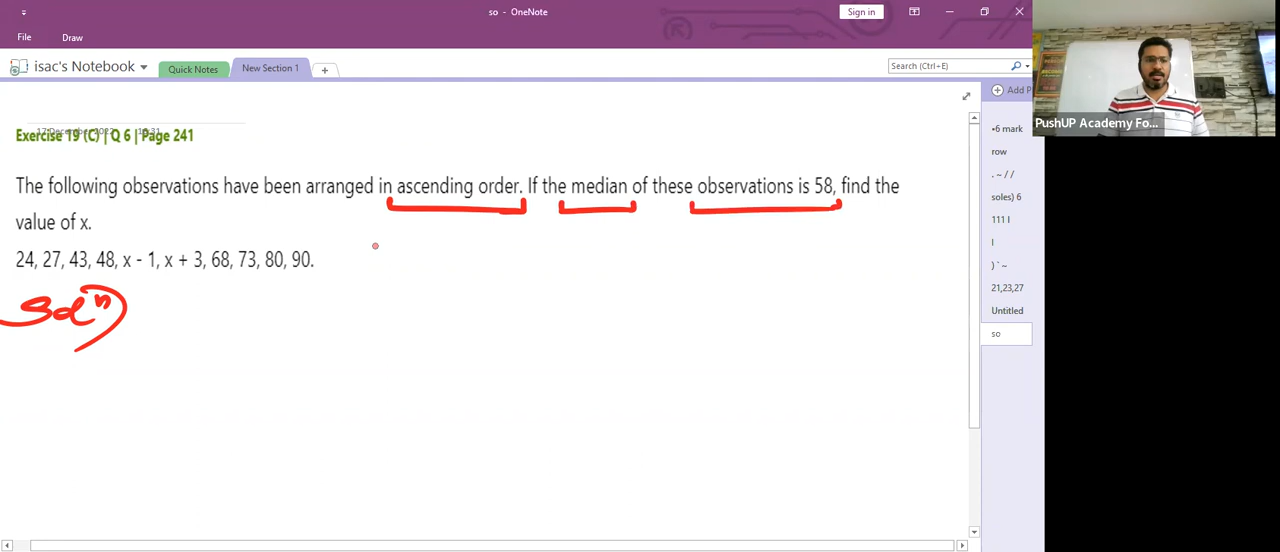 so - OneNote
Sign in
File
Draw
isac's Notebook
Quick Notes
New Section 1
Search (Ctrl+E)
Add P
PushUP Academy Fo...
Exercise 19 (C) | Q 6 | Page 241
The following observations have been arranged in ascending order. If the median of these observations is 58, find the
value of x.
24, 27, 43, 48, x - 1, x + 3, 68, 73, 80, 90.
Solⁿ)
•6 mark
row
. ~ / /
soles) 6
111 l
l
) ` ~
21,23,27
Untitled
so